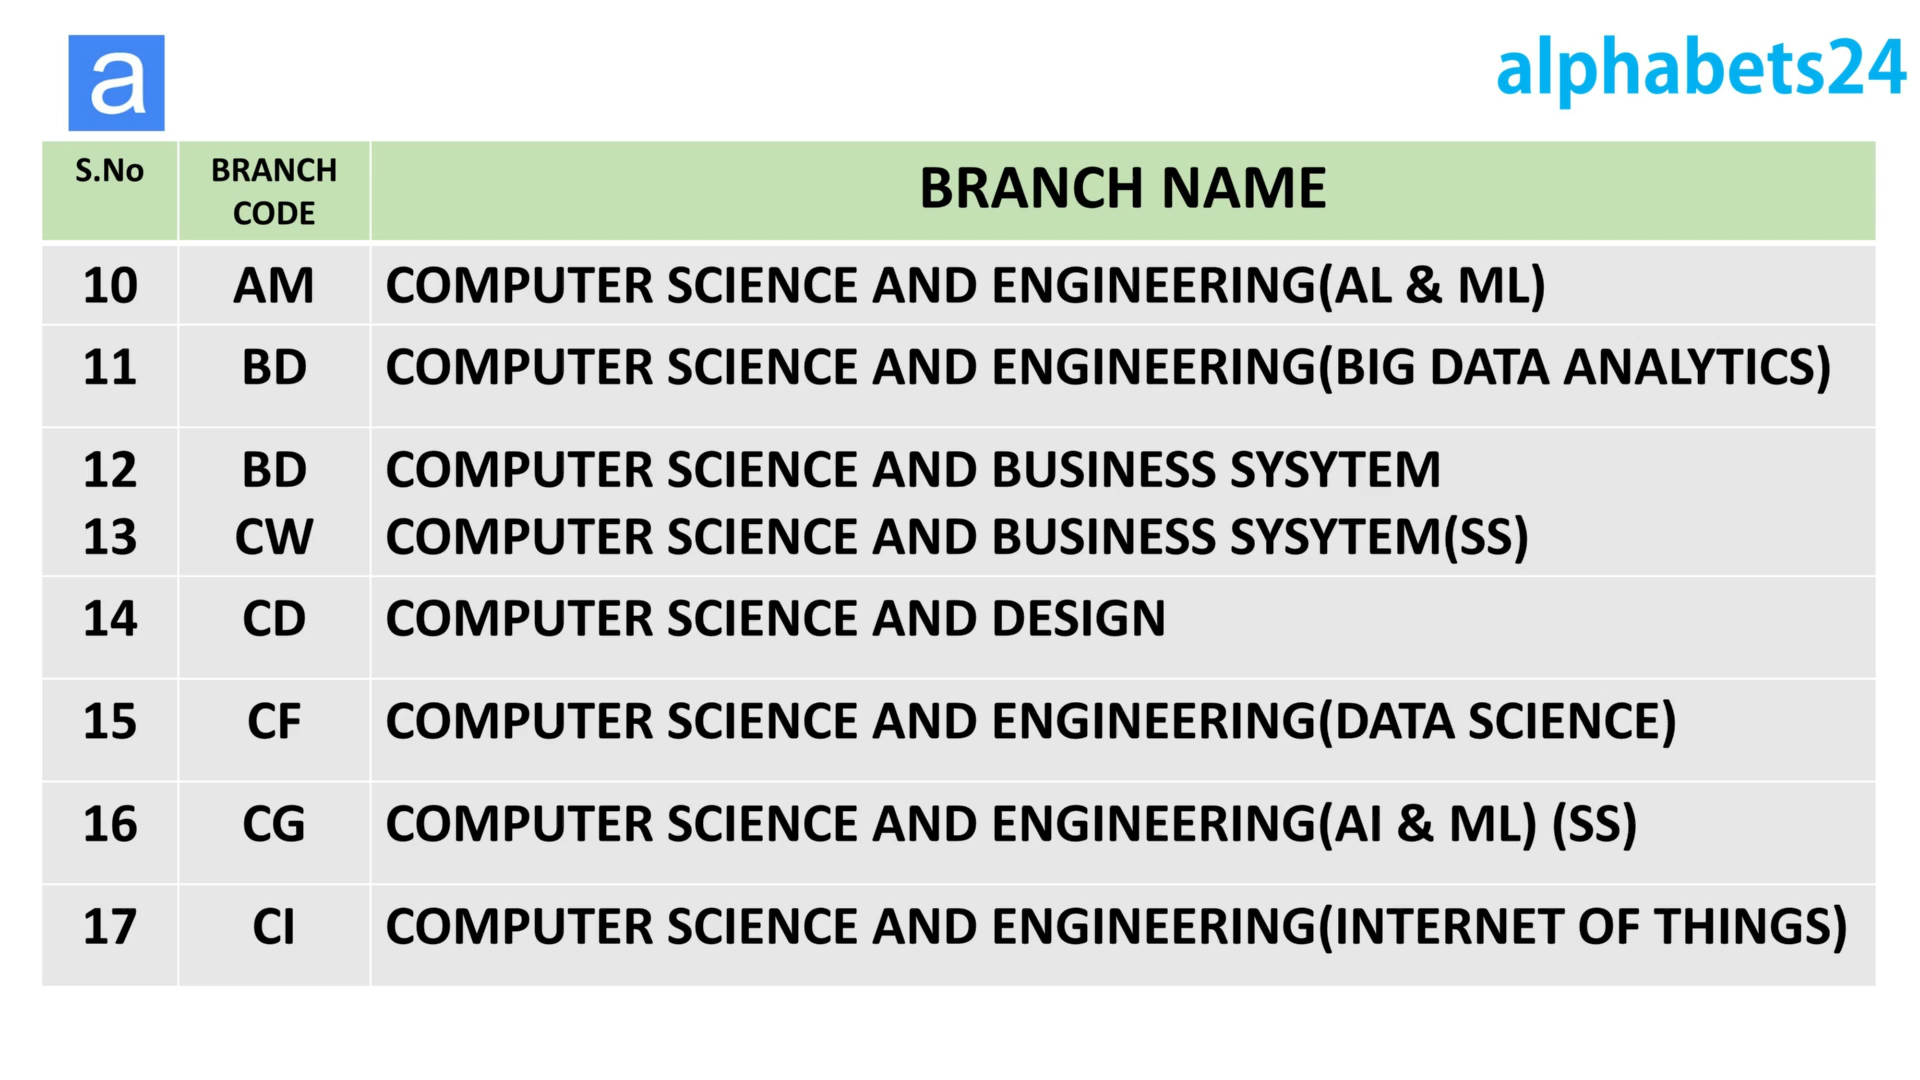 a
alphabets24
S.No BRANCH CODE BRANCH NAME
10 AM COMPUTER SCIENCE AND ENGINEERING(AL & ML)
11 BD COMPUTER SCIENCE AND ENGINEERING(BIG DATA ANALYTICS)
12 BD COMPUTER SCIENCE AND BUSINESS SYSYTEM
13 CW COMPUTER SCIENCE AND BUSINESS SYSYTEM(SS)
14 CD COMPUTER SCIENCE AND DESIGN
15 CF COMPUTER SCIENCE AND ENGINEERING(DATA SCIENCE)
16 CG COMPUTER SCIENCE AND ENGINEERING(AI & ML) (SS)
17 CI COMPUTER SCIENCE AND ENGINEERING(INTERNET OF THINGS)